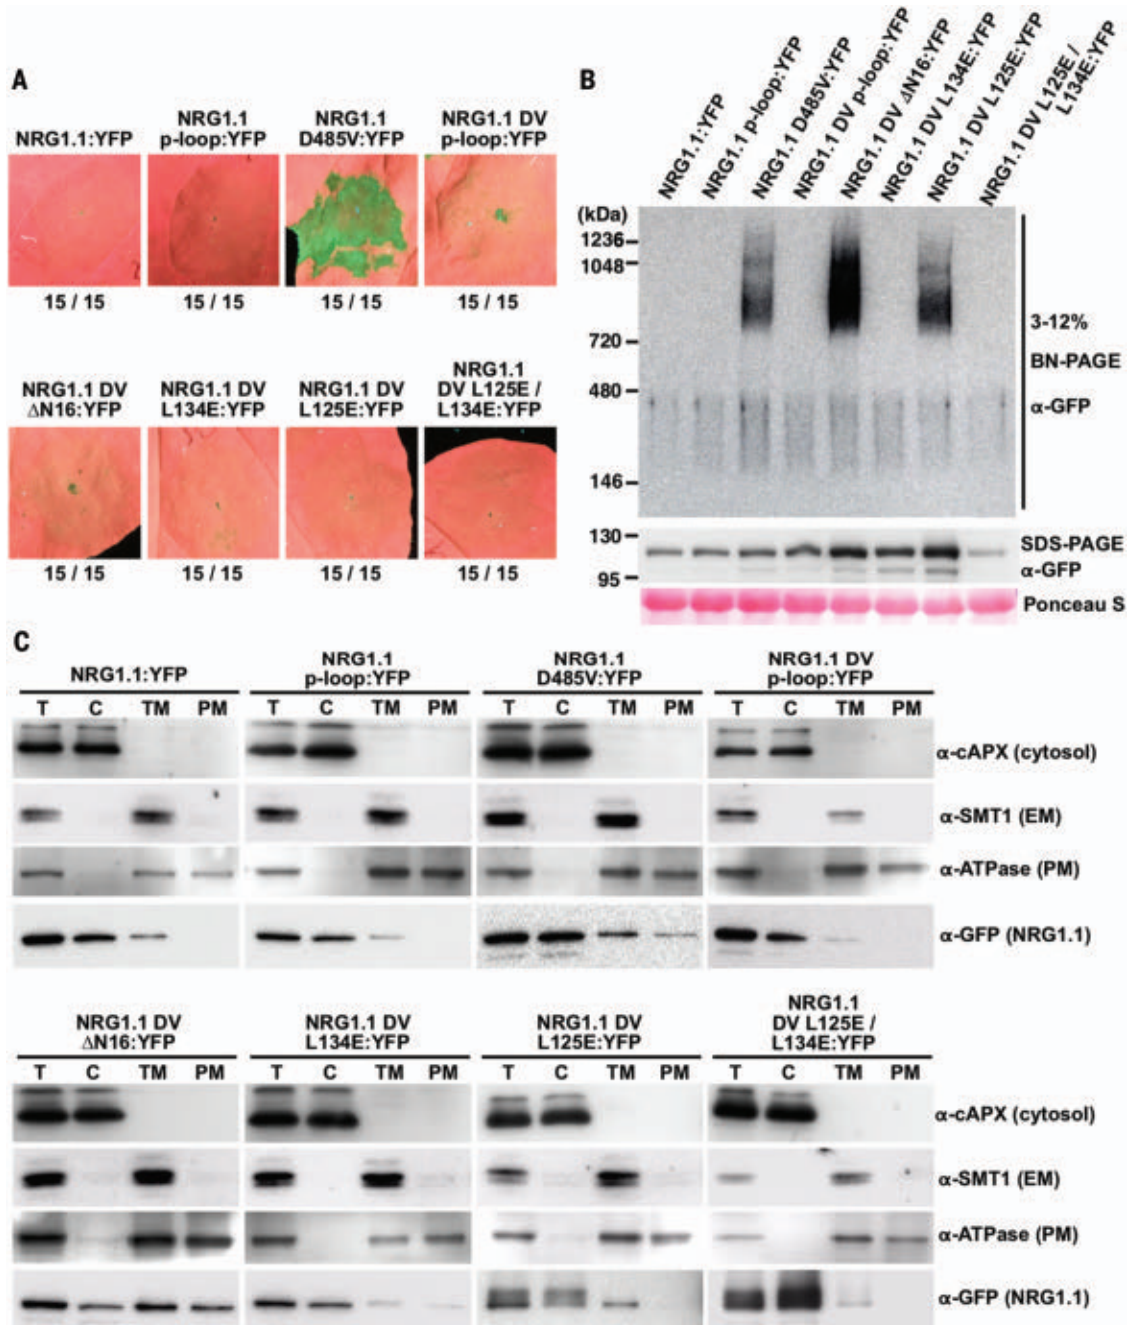 A
NRG1.1:YFP
NRG1.1
p-loop:YFP
NRG1.1
D485V:YFP
NRG1.1 DV
p-loop:YFP
15 / 15
15 / 15
15 / 15
15 / 15
NRG1.1 DV
ΔN16:YFP
NRG1.1 DV
L134E:YFP
NRG1.1 DV
L125E:YFP
NRG1.1
DV L125E /
L134E:YFP
15 / 15
15 / 15
15 / 15
15 / 15
B
NRG1.1:YFP
NRG1.1 p-loop:YFP
NRG1.1 D485V:YFP
NRG1.1 DV p-loop:YFP
NRG1.1 DV ΔN16:YFP
NRG1.1 DV L134E:YFP
NRG1.1 DV L125E:YFP
NRG1.1 DV L125E /
L134E:YFP
(kDa)
1236
1048
720
480
146
3-12%
BN-PAGE
α-GFP
130
95
SDS-PAGE
α-GFP
Ponceau S
C
NRG1.1:YFP
NRG1.1
p-loop:YFP
NRG1.1
D485V:YFP
NRG1.1 DV
p-loop:YFP
T C TM PM
T C TM PM
T C TM PM
T C TM PM
α-cAPX (cytosol)
α-SMT1 (EM)
α-ATPase (PM)
α-GFP (NRG1.1)
NRG1.1 DV
ΔN16:YFP
NRG1.1 DV
L134E:YFP
NRG1.1 DV
L125E:YFP
NRG1.1
DV L125E /
L134E:YFP
T C TM PM
T C TM PM
T C TM PM
T C TM PM
α-cAPX (cytosol)
α-SMT1 (EM)
α-ATPase (PM)
α-GFP (NRG1.1)